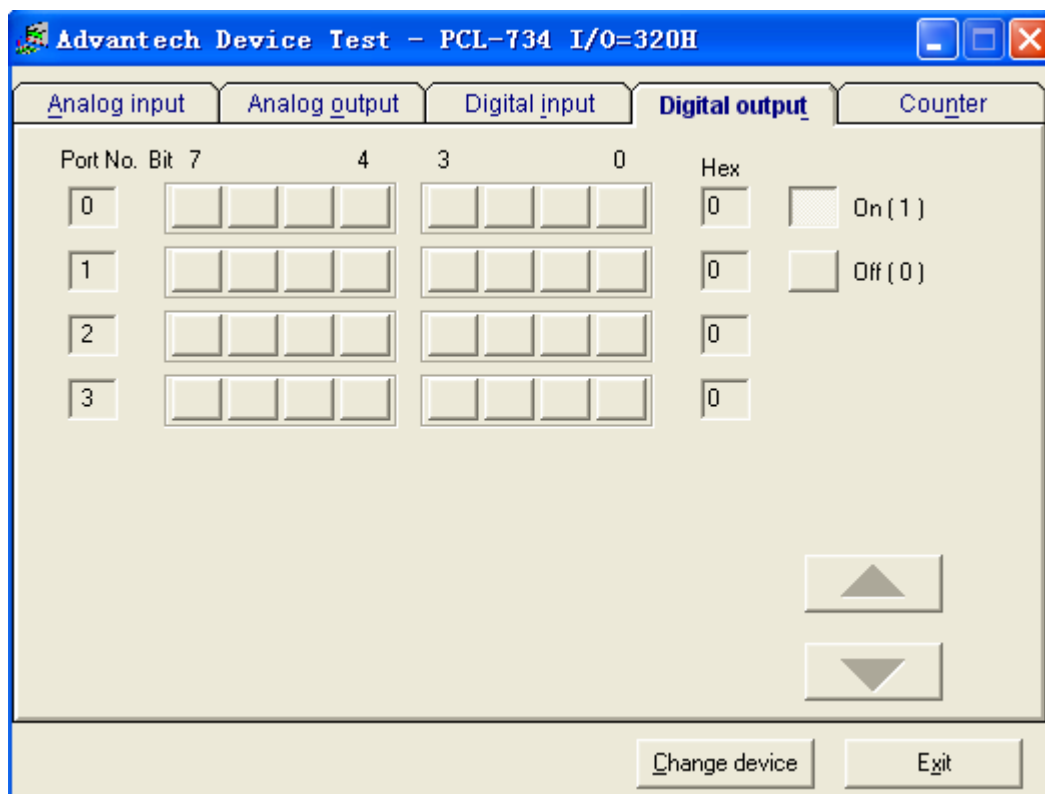 Advantech Device Test - PCL-734 I/O=320H
Analog input Analog output Digital input Digital output Counter
Port No. Bit 7 4 3 0 Hex
0 0 On ( 1 )
1 0 Off ( 0 )
2 0
3 0
Change device Exit